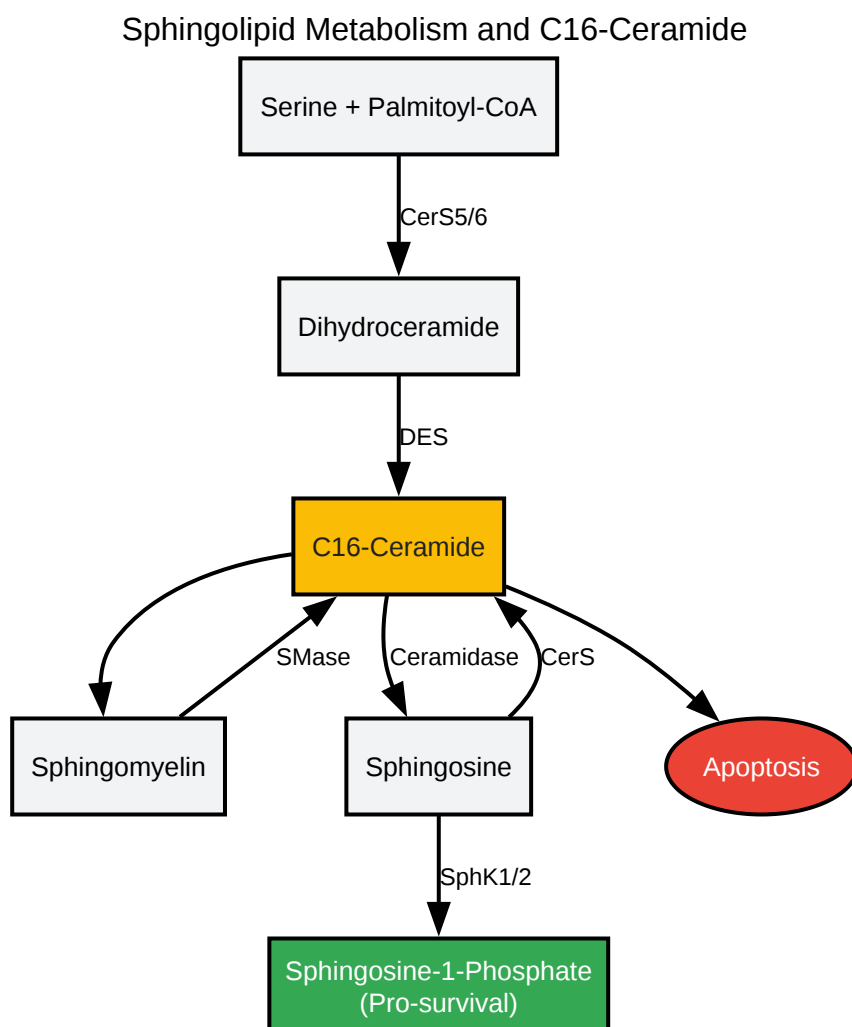 Sphingolipid Metabolism and C16-Ceramide
Serine + Palmitoyl-CoA
CerS5/6
Dihydroceramide
DES
C16-Ceramide
SMase
Ceramidase
CerS
Sphingomyelin
Sphingosine
Apoptosis
SphK1/2
Sphingosine-1-Phosphate
(Pro-survival)